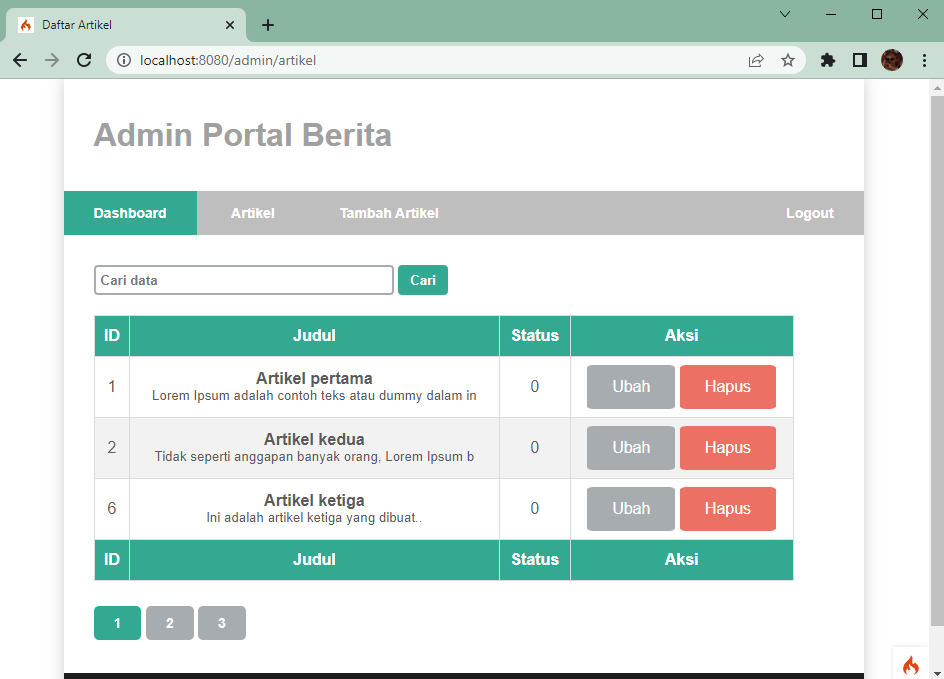 Daftar Artikel
localhost:8080/admin/artikel
Admin Portal Berita
Dashboard Artikel Tambah Artikel Logout
Cari data Cari
ID Judul Status Aksi
1 Artikel pertama 0 Ubah Hapus
Lorem Ipsum adalah contoh teks atau dummy dalam in
2 Artikel kedua 0 Ubah Hapus
Tidak seperti anggapan banyak orang, Lorem Ipsum b
6 Artikel ketiga 0 Ubah Hapus
Ini adalah artikel ketiga yang dibuat..
ID Judul Status Aksi
1 2 3